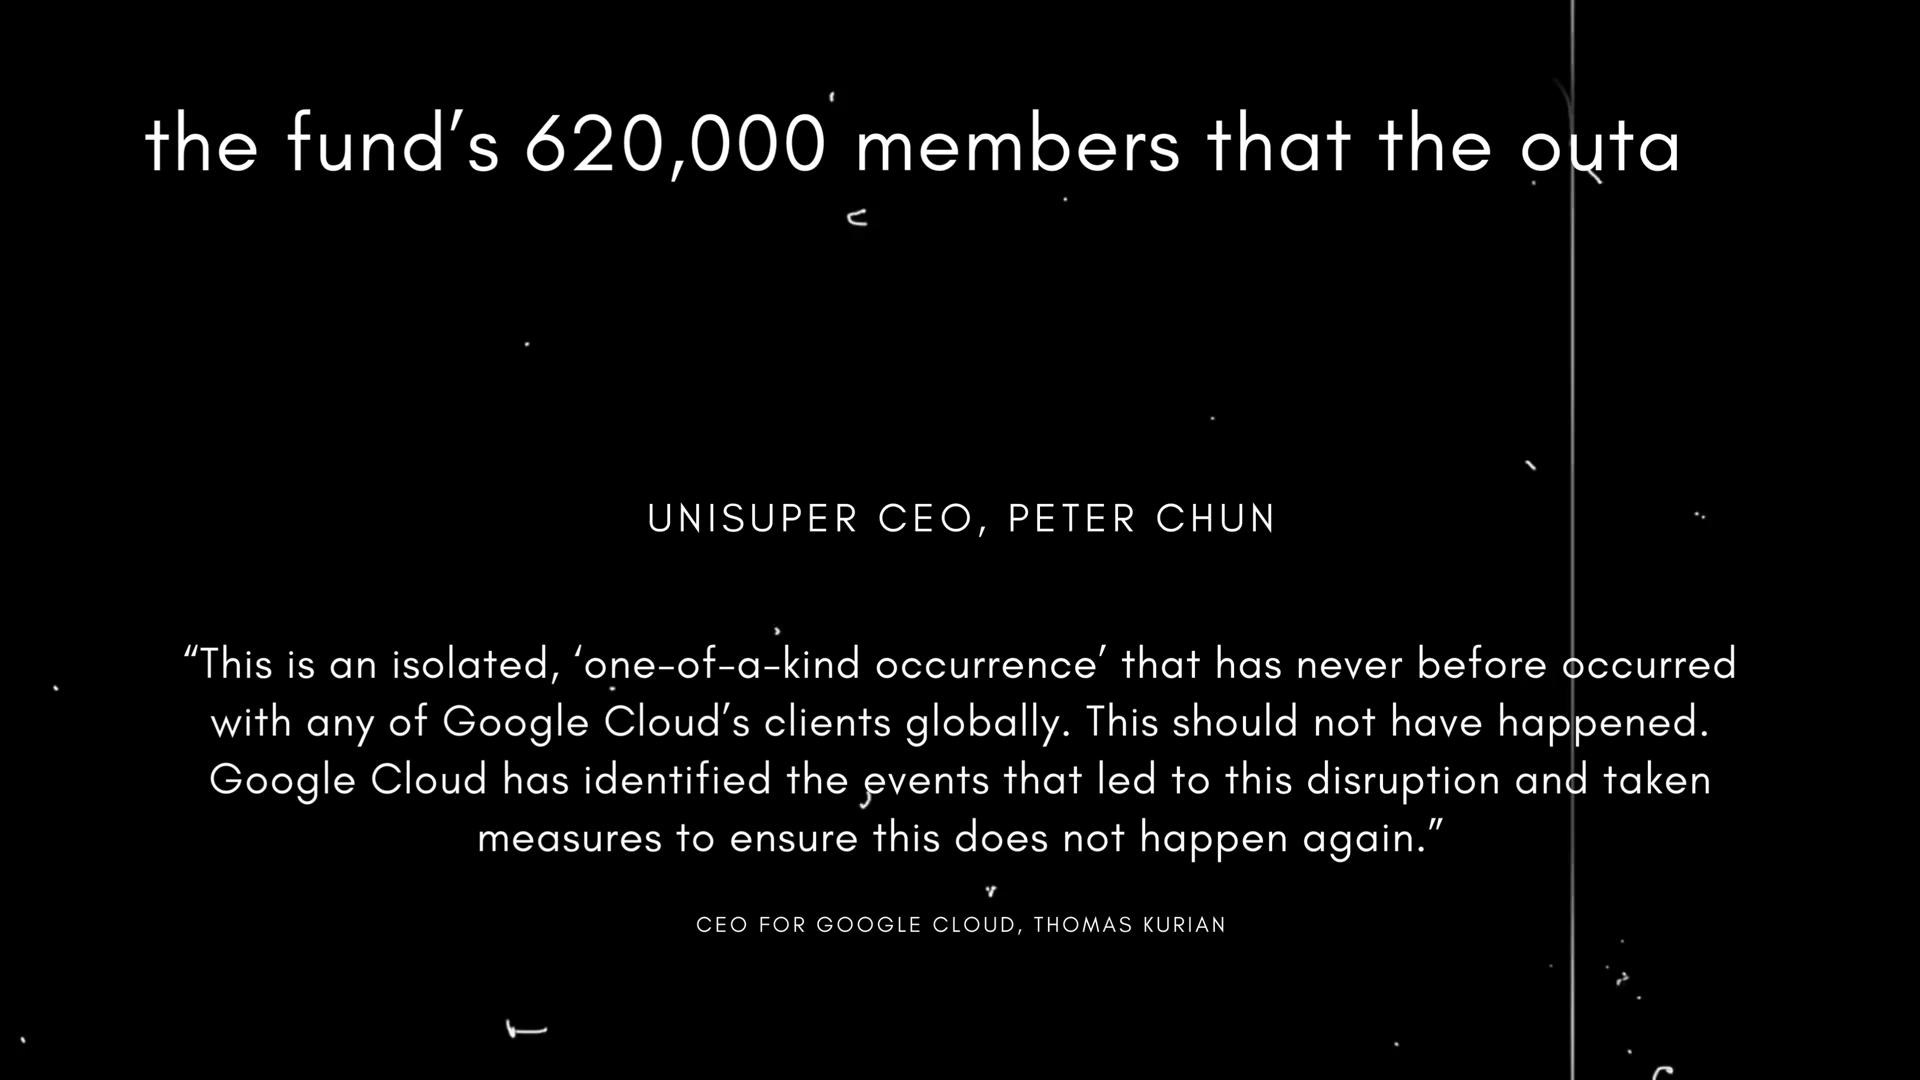 the fund’s 620,000 members that the outa
UNISUPER CEO, PETER CHUN
“This is an isolated, ‘one-of-a-kind occurrence’ that has never before occurred
with any of Google Cloud’s clients globally. This should not have happened.
Google Cloud has identified the events that led to this disruption and taken
measures to ensure this does not happen again.”
CEO FOR GOOGLE CLOUD, THOMAS KURIAN